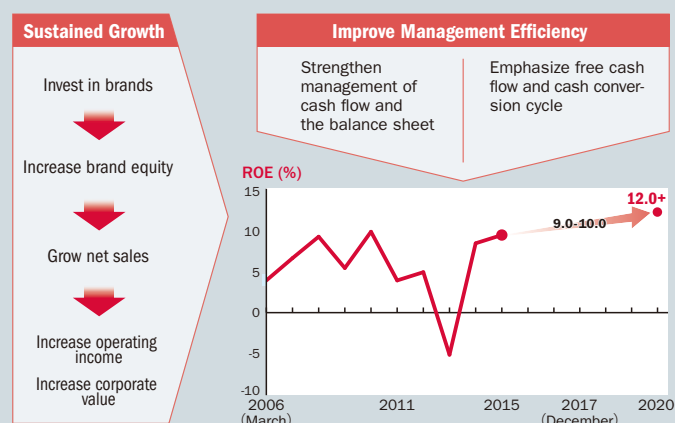 Sustained Growth
Invest in brands
Increase brand equity
Grow net sales
Increase operating
income
Increase corporate
value
Improve Management Efficiency
Strengthen
management of
cash flow and
the balance sheet
Emphasize free cash
flow and cash conver-
sion cycle
ROE (%)
15
10
5
0
-5
-10
12.0+
9.0-10.0
2006
(March)
2011
2015
2017
(December)
2020